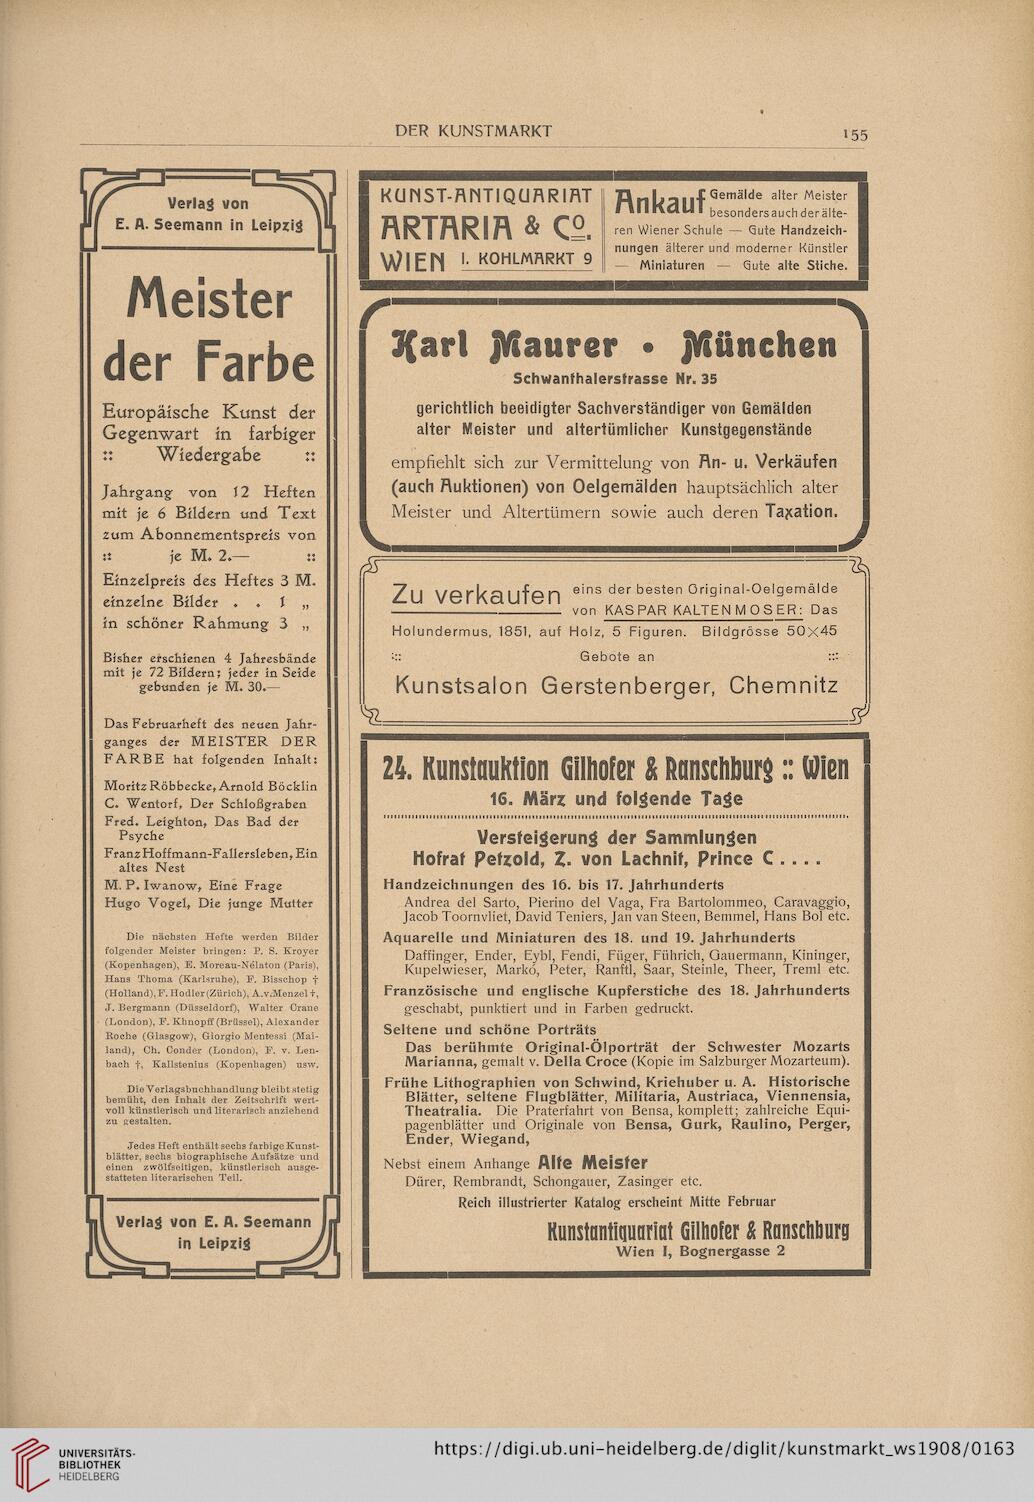 DER KUNSTMARKT
155
Verlag von
E. A. Seemann in Leipzig
Meister
der Farbe
Europäische Kunst der
Gegenwart in farbiger
:: Wiedergabe ::
Jahrgang von 12 Heften
mit je 6 Bildern und Text
zum Abonnementspreis von
:: je M. 2.— ::
Einzelpreis des Heftes 3 M.
einzelne Bilder . . 1 „
in schöner Rahmung 3 „
Bisher erschienen 4 Jahresbände
mit je 72 Bildern; jeder in Seide
gebunden je M. 30.—
Das Februarheft des neuen Jahr-
ganges der MEISTER DER
FARBE hat folgenden Inhalt:
Moritz Röbbecke, Arnold Böcklin
C. Wentorf, Der Schloßgraben
Fred. Leighton, Das Bad der
Psyche
Franz Hoffmann-Fallersleben, Ein
altes Nest
M. P. Iwanow, Eine Frage
Hugo Vogel, Die junge Mutter
Die nächsten Hefte werden Bilder
folgender Meister bringen: P. S. Kroyer
(Kopenhagen), E. Moreau-Nélaton (Paris),
Hans Thoma (Karlsruhe), F. Bisschop †
(Holland), F. Hodler (Zürich), A. v. Menzel †,
J. Bergmann (Düsseldorf), Walter Crane
(London), F. Khnopff (Brüssel), Alexander
Roche (Glasgow), Giorgio Mentessi (Mai-
land), Ch. Conder (London), F. v. Len-
bach †, Kallstenius (Kopenhagen) usw.
Die Verlagsbuchhandlung bleibt stetig
bemüht, den Inhalt der Zeitschrift wert-
voll künstlerisch und literarisch anziehend
zu gestalten.
Jedes Heft enthält sechs farbige Kunst-
blätter, sechs biographische Aufsätze und
einen zwölfseitigen, künstlerisch ausge-
statteten literarischen Teil.
Verlag von E. A. Seemann
in Leipzig
KUNST-ANTIQUARIAT
ARTARIA & Co.
WIEN I. KOHLMARKT 9
Ankauf Gemälde alter Meister
besonders auch der älte-
ren Wiener Schule — Gute Handzeich-
nungen älterer und moderner Künstler
— Miniaturen — Gute alte Stiche.
Karl Maurer • München
Schwanthalerstrasse Nr. 35
gerichtlich beeidigter Sachverständiger von Gemälden
alter Meister und altertümlicher Kunstgegenstände
empfiehlt sich zur Vermittelung von An- u. Verkäufen
(auch Auktionen) von Oelgemälden hauptsächlich alter
Meister und Altertümern sowie auch deren Taxation.
Zu verkaufen eins der besten Original-Oelgemälde
von KASPAR KALTENMOSER: Das
Holundermus, 1851, auf Holz, 5 Figuren. Bildgrösse 50×45
::: Gebote an :::
Kunstsalon Gerstenberger, Chemnitz
24. Kunstauktion Gilhofer & Ranschburg :: Wien
16. März und folgende Tage
Versteigerung der Sammlungen
Hofrat Petzold, Z. von Lachnit, Prince C . . . .
Handzeichnungen des 16. bis 17. Jahrhunderts
Andrea del Sarto, Pierino del Vaga, Fra Bartolommeo, Caravaggio,
Jacob Toornvliet, David Teniers, Jan van Steen, Bemmel, Hans Bol etc.
Aquarelle und Miniaturen des 18. und 19. Jahrhunderts
Daffinger, Ender, Eybl, Fendi, Füger, Führich, Gauermann, Kininger,
Kupelwieser, Markó, Peter, Ranftl, Saar, Steinle, Theer, Treml etc.
Französische und englische Kupferstiche des 18. Jahrhunderts
geschabt, punktiert und in Farben gedruckt.
Seltene und schöne Porträts
Das berühmte Original-Ölporträt der Schwester Mozarts
Marianna, gemalt v. Della Croce (Kopie im Salzburger Mozarteum).
Frühe Lithographien von Schwind, Kriehuber u. A. Historische
Blätter, seltene Flugblätter, Militaria, Austriaca, Viennensia,
Theatralia. Die Praterfahrt von Bensa, komplett; zahlreiche Equi-
pagenblätter und Originale von Bensa, Gurk, Raulino, Perger,
Ender, Wiegand,
Nebst einem Anhange Alte Meister
Dürer, Rembrandt, Schongauer, Zasinger etc.
Reich illustrierter Katalog erscheint Mitte Februar
Kunstantiquariat Gilhofer & Ranschburg
Wien I, Bognergasse 2
UNIVERSITÄTS-
BIBLIOTHEK
HEIDELBERG
https://digi.ub.uni-heidelberg.de/diglit/kunstmarkt_ws1908/0163